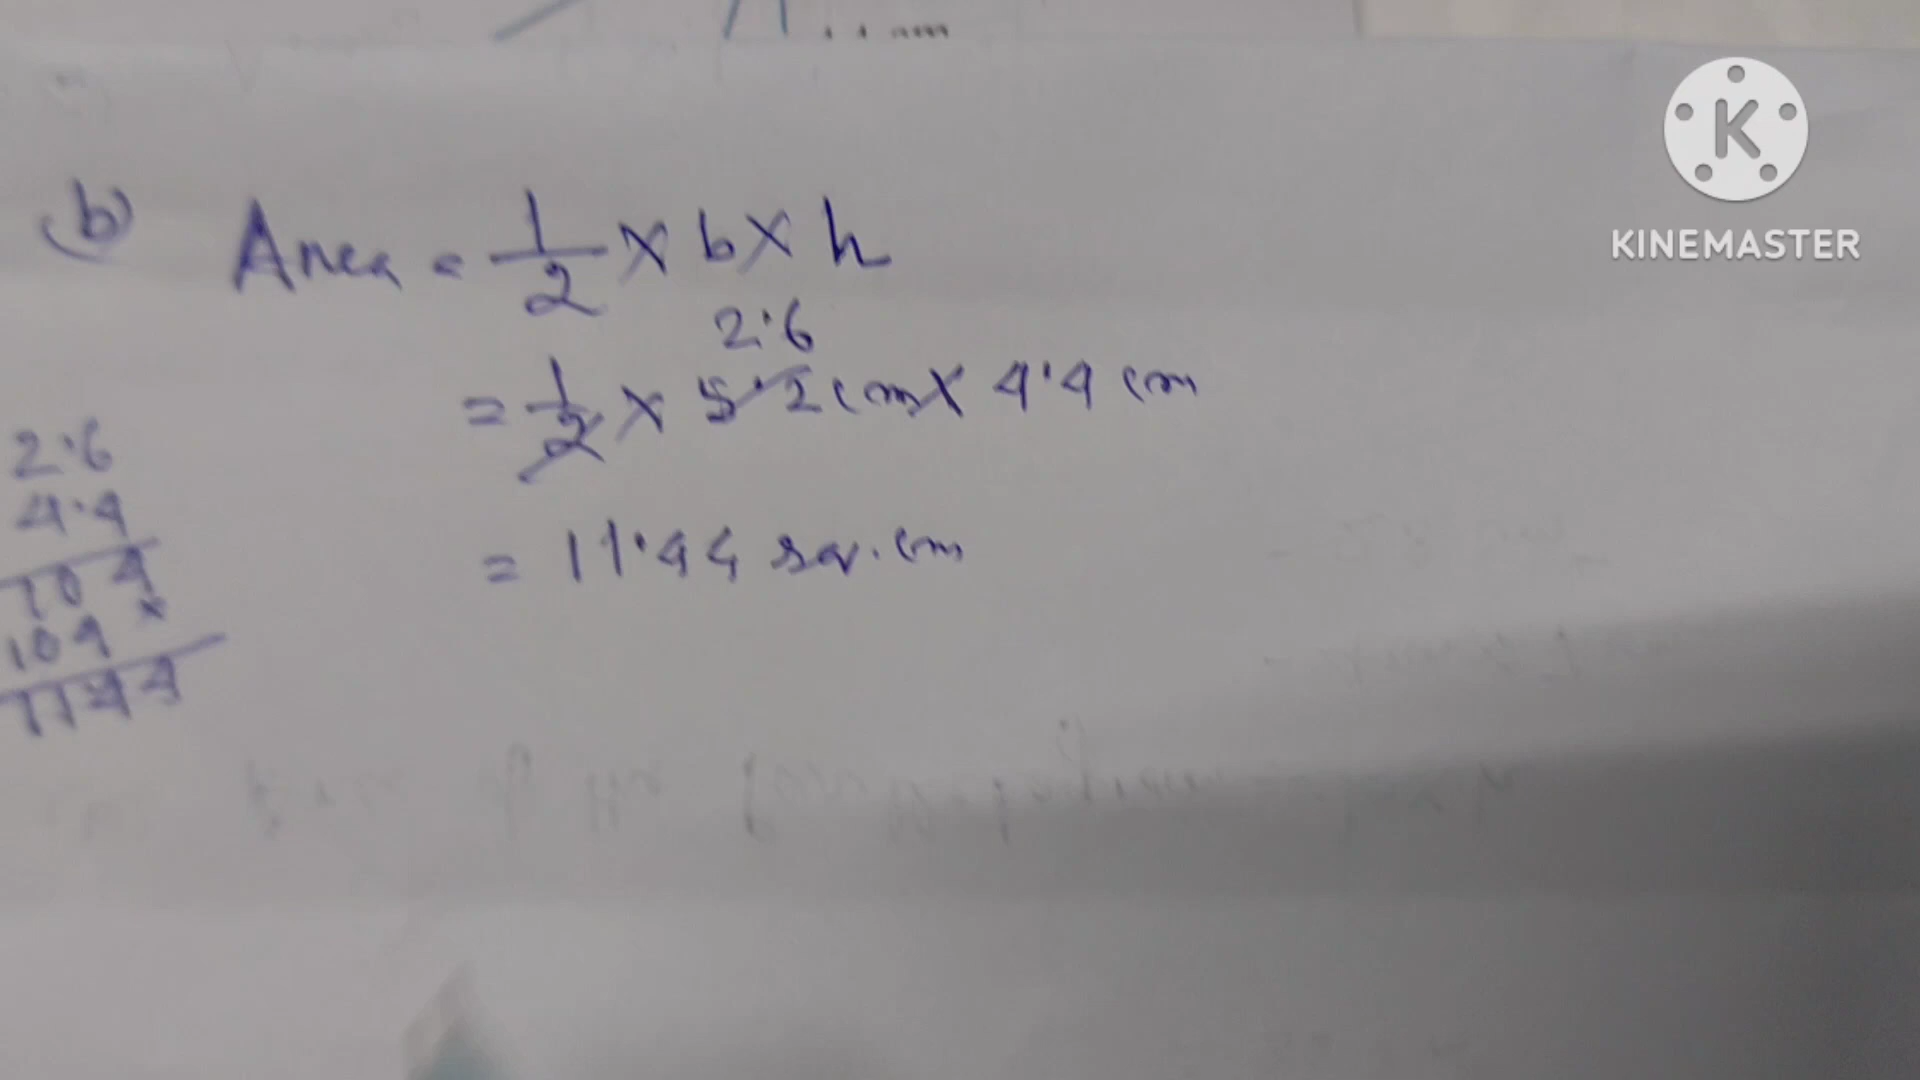 K
KINEMASTER
b) Area = 1/2 × b × h
2.6
= 1/2 × 5.2 cm × 4.4 cm
= 11.44 sq. cm
2.6
4.4
104
104 ×
1144